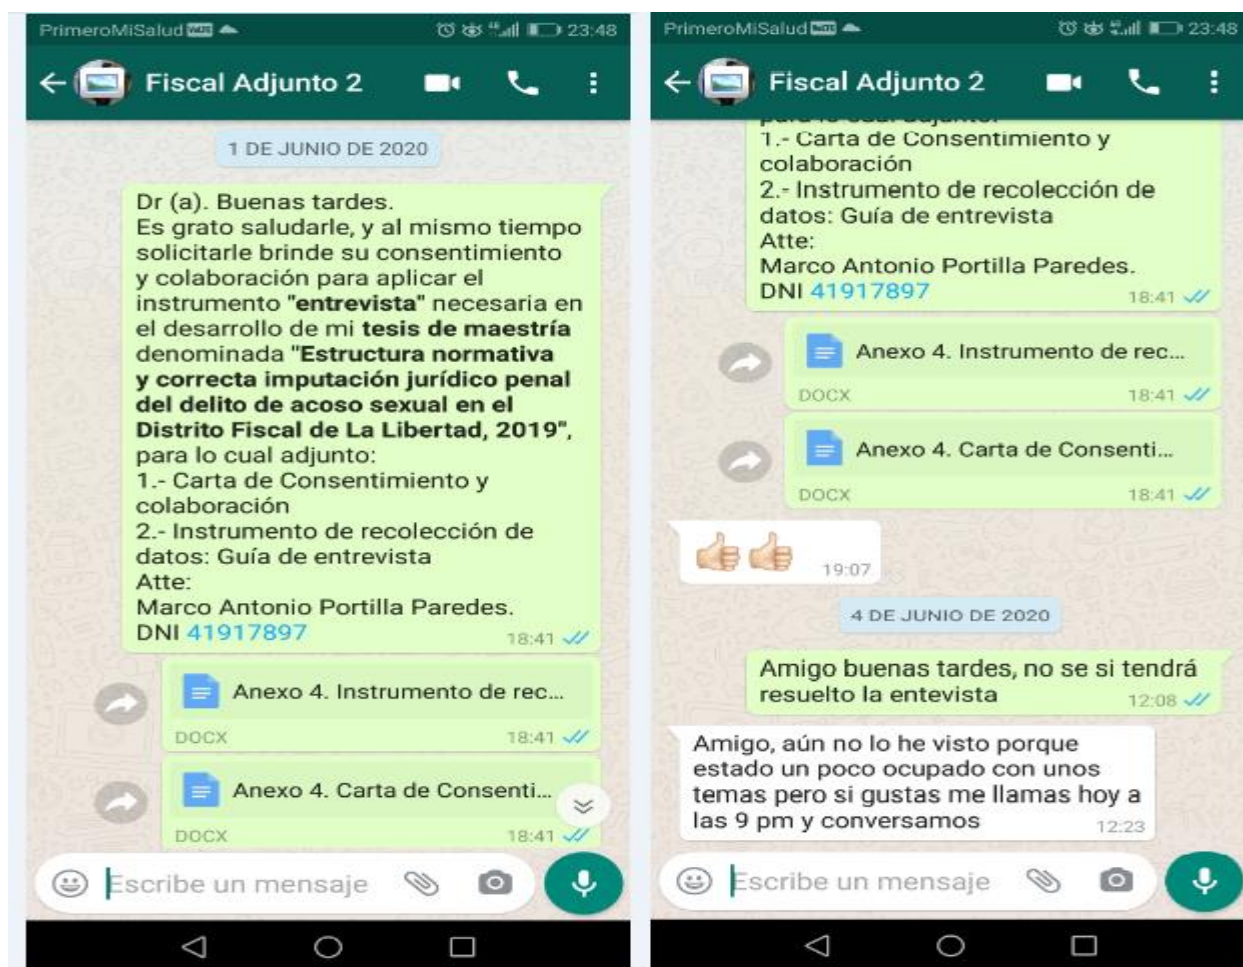 PrimeroMiSalud
23:48
Fiscal Adjunto 2
1 DE JUNIO DE 2020
Dr (a). Buenas tardes.
Es grato saludarle, y al mismo tiempo
solicitarle brinde su consentimiento
y colaboración para aplicar el
instrumento "entrevista" necesaria en
el desarrollo de mi tesis de maestría
denominada "Estructura normativa
y correcta imputación jurídico penal
del delito de acoso sexual en el
Distrito Fiscal de La Libertad, 2019",
para lo cual adjunto:
1.- Carta de Consentimiento y
colaboración
2.- Instrumento de recolección de
datos: Guía de entrevista
Atte:
Marco Antonio Portilla Paredes.
DNI 41917897
18:41
Anexo 4. Instrumento de rec...
DOCX
18:41
Anexo 4. Carta de Consenti...
DOCX
18:41
Escribe un mensaje
PrimeroMiSalud
23:48
Fiscal Adjunto 2
para lo cual adjunto:
1.- Carta de Consentimiento y
colaboración
2.- Instrumento de recolección de
datos: Guía de entrevista
Atte:
Marco Antonio Portilla Paredes.
DNI 41917897
18:41
Anexo 4. Instrumento de rec...
DOCX
18:41
Anexo 4. Carta de Consenti...
DOCX
18:41
19:07
4 DE JUNIO DE 2020
Amigo buenas tardes, no se si tendrá
resuelto la entevista
12:08
Amigo, aún no lo he visto porque
estado un poco ocupado con unos
temas pero si gustas me llamas hoy a
las 9 pm y conversamos
12:23
Escribe un mensaje